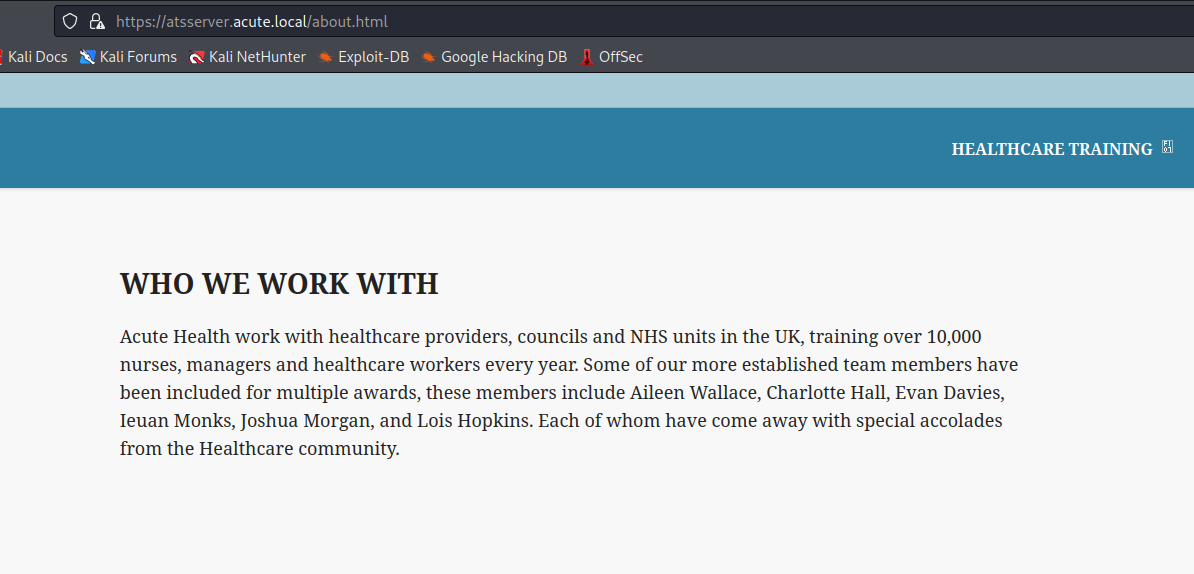 https://atsserver.acute.local/about.html
Kali Docs Kali Forums Kali NetHunter Exploit-DB Google Hacking DB OffSec
HEALTHCARE TRAINING
WHO WE WORK WITH
Acute Health work with healthcare providers, councils and NHS units in the UK, training over 10,000
nurses, managers and healthcare workers every year. Some of our more established team members have
been included for multiple awards, these members include Aileen Wallace, Charlotte Hall, Evan Davies,
Ieuan Monks, Joshua Morgan, and Lois Hopkins. Each of whom have come away with special accolades
from the Healthcare community.